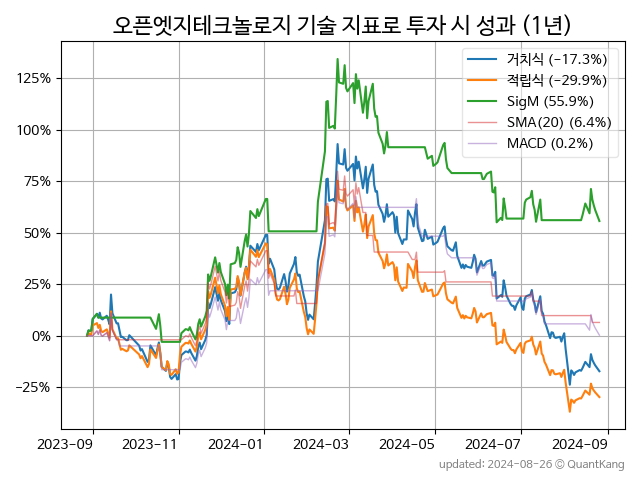 오픈엣지테크놀로지 기술 지표로 투자 시 성과 (1년)
거치식 (−17.3%)
적립식 (−29.9%)
SigM (55.9%)
SMA(20) (6.4%)
MACD (0.2%)
125%
100%
75%
50%
25%
0%
−25%
2023-09 2023-11 2024-01 2024-03 2024-05 2024-07 2024-09
updated: 2024-08-26 © QuantKang